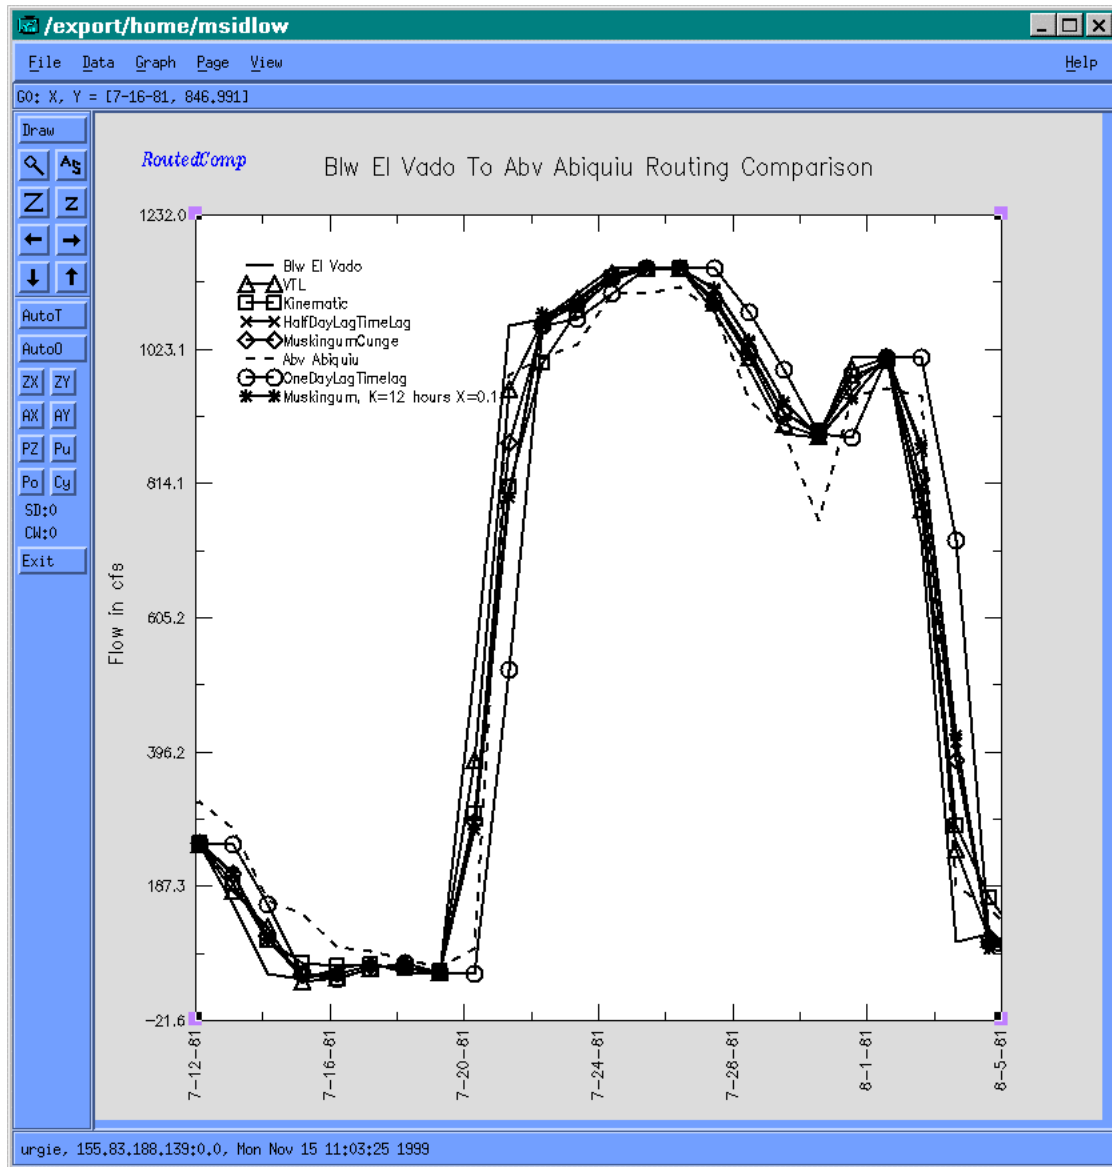 /export/home/msidlow
File Data Graph Page View Help
G0: X, Y = [7-16-81, 846.991]
Draw
A S
Z z
AutoT
AutoO
ZX ZY
AX AY
PZ Pu
Po Cy
SD:0
CW:0
Exit
RoutedComp
Blw El Vado To Abv Abiquiu Routing Comparison
Blw El Vado
VTL
Kinematic
HalfDayLagTimeLag
MuskingumCunge
Abv Abiquiu
OneDayLagTimelag
Muskingum, K=12 hours X=0.1
Flow in cfs
1232.0
1023.1
814.1
605.2
396.2
187.3
-21.6
7-12-81
7-16-81
7-20-81
7-24-81
7-28-81
8-1-81
8-5-81
urgie, 155.83.188.139:0.0, Mon Nov 15 11:03:25 1999